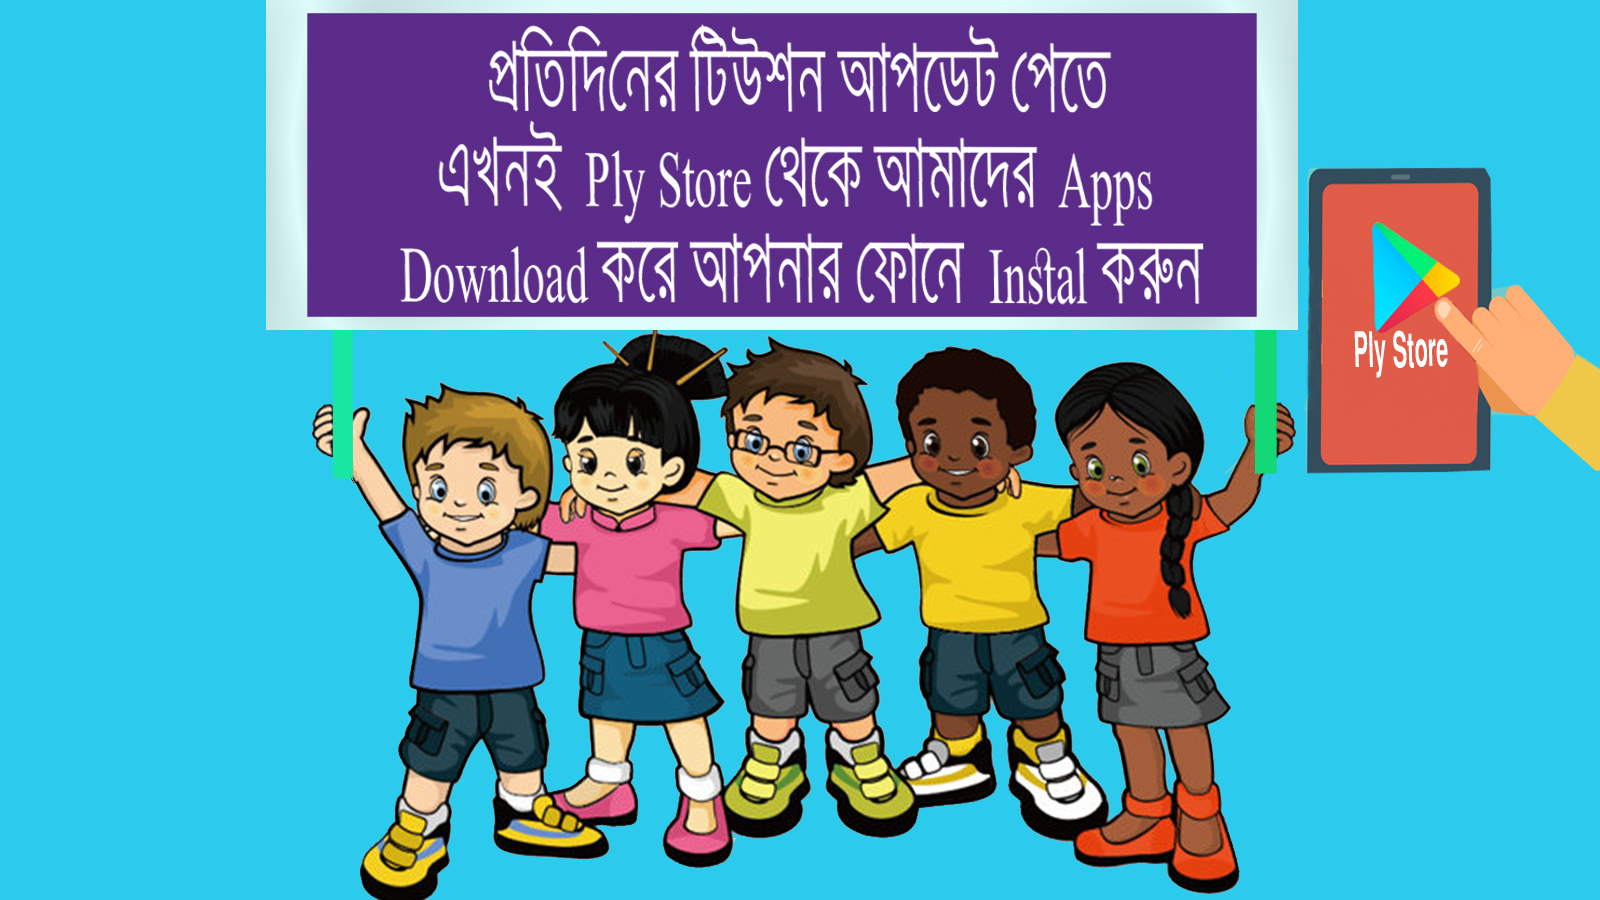 প্রতিদিনের টিউশন আপডেট পেতে
এখনই Ply Store থেকে আমাদের Apps
Download করে আপনার ফোনে Instal করুন
Ply Store